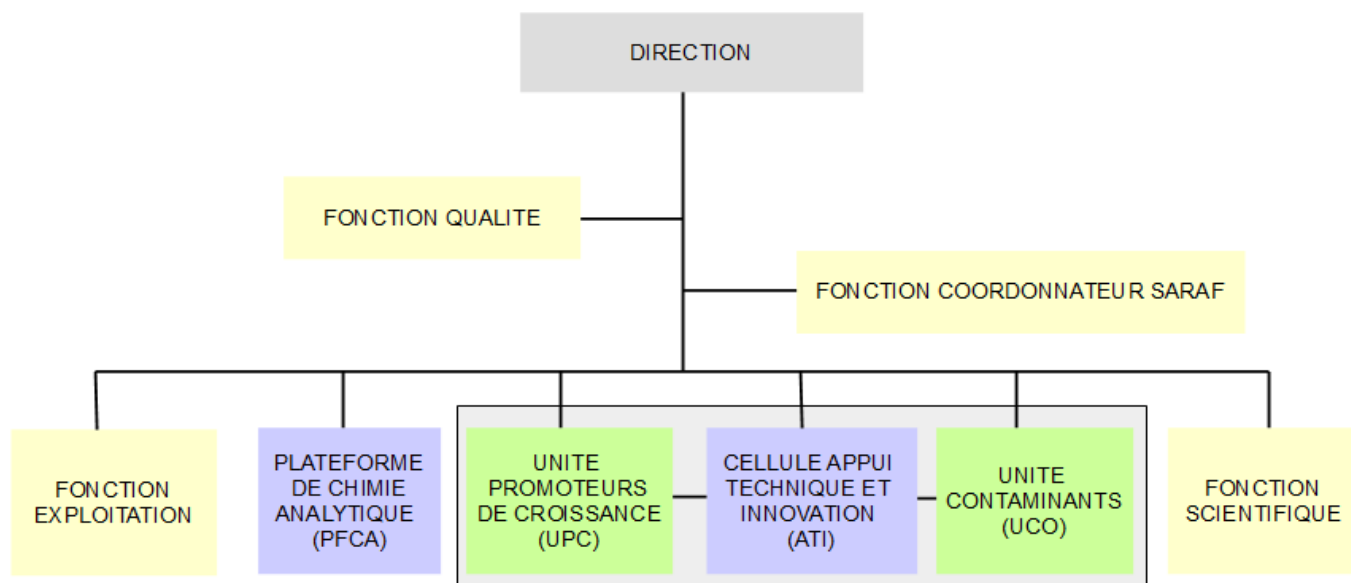 DIRECTION
FONCTION QUALITE
FONCTION COORDONNATEUR SARAF
FONCTION
EXPLOITATION
PLATEFORME
DE CHIMIE
ANALYTIQUE
(PFCA)
UNITE
PROMOTEURS
DE CROISSANCE
(UPC)
CELLULE APPUI
TECHNIQUE ET
INNOVATION
(ATI)
UNITE
CONTAMINANTS
(UCO)
FONCTION
SCIENTIFIQUE